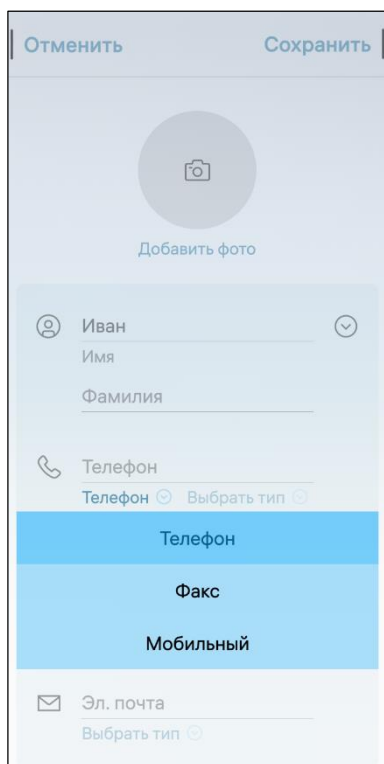 Отменить Сохранить
Добавить фото
Иван
Имя
Фамилия
Телефон
Телефон Выбрать тип
Телефон
Факс
Мобильный
Эл. почта
Выбрать тип